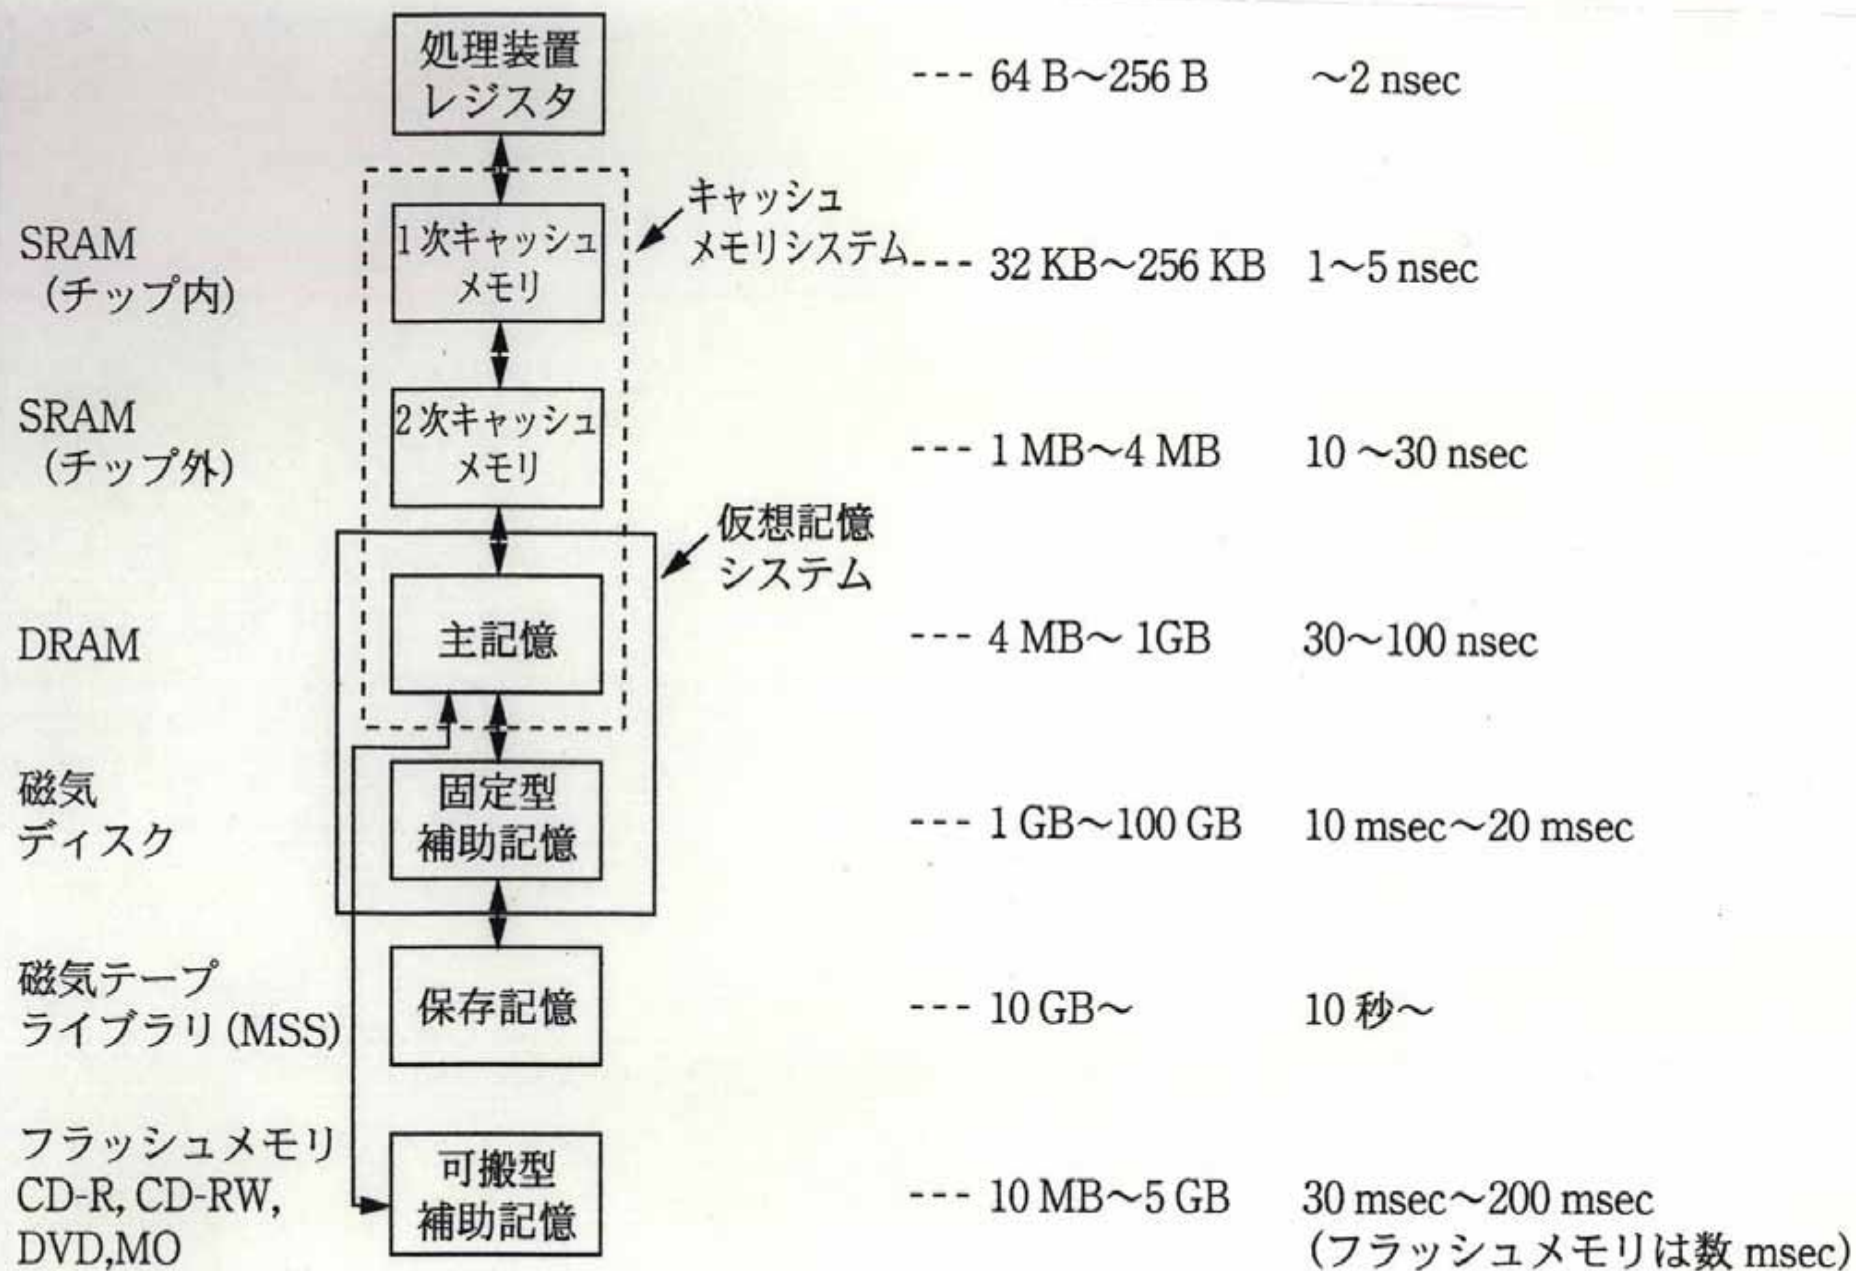 処理装置
レジスタ
--- 64 B～256 B ～2 nsec
SRAM
(チップ内)
1次キャッシュ
メモリ
キャッシュ
メモリシステム
--- 32 KB～256 KB 1～5 nsec
SRAM
(チップ外)
2次キャッシュ
メモリ
--- 1 MB～4 MB 10 ～30 nsec
仮想記憶
システム
DRAM
主記憶
--- 4 MB～ 1GB 30～100 nsec
磁気
ディスク
固定型
補助記憶
--- 1 GB～100 GB 10 msec～20 msec
磁気テープ
ライブラリ(MSS)
保存記憶
--- 10 GB～ 10 秒～
フラッシュメモリ
CD-R, CD-RW,
DVD,MO
可搬型
補助記憶
--- 10 MB～5 GB 30 msec～200 msec
(フラッシュメモリは数 msec)